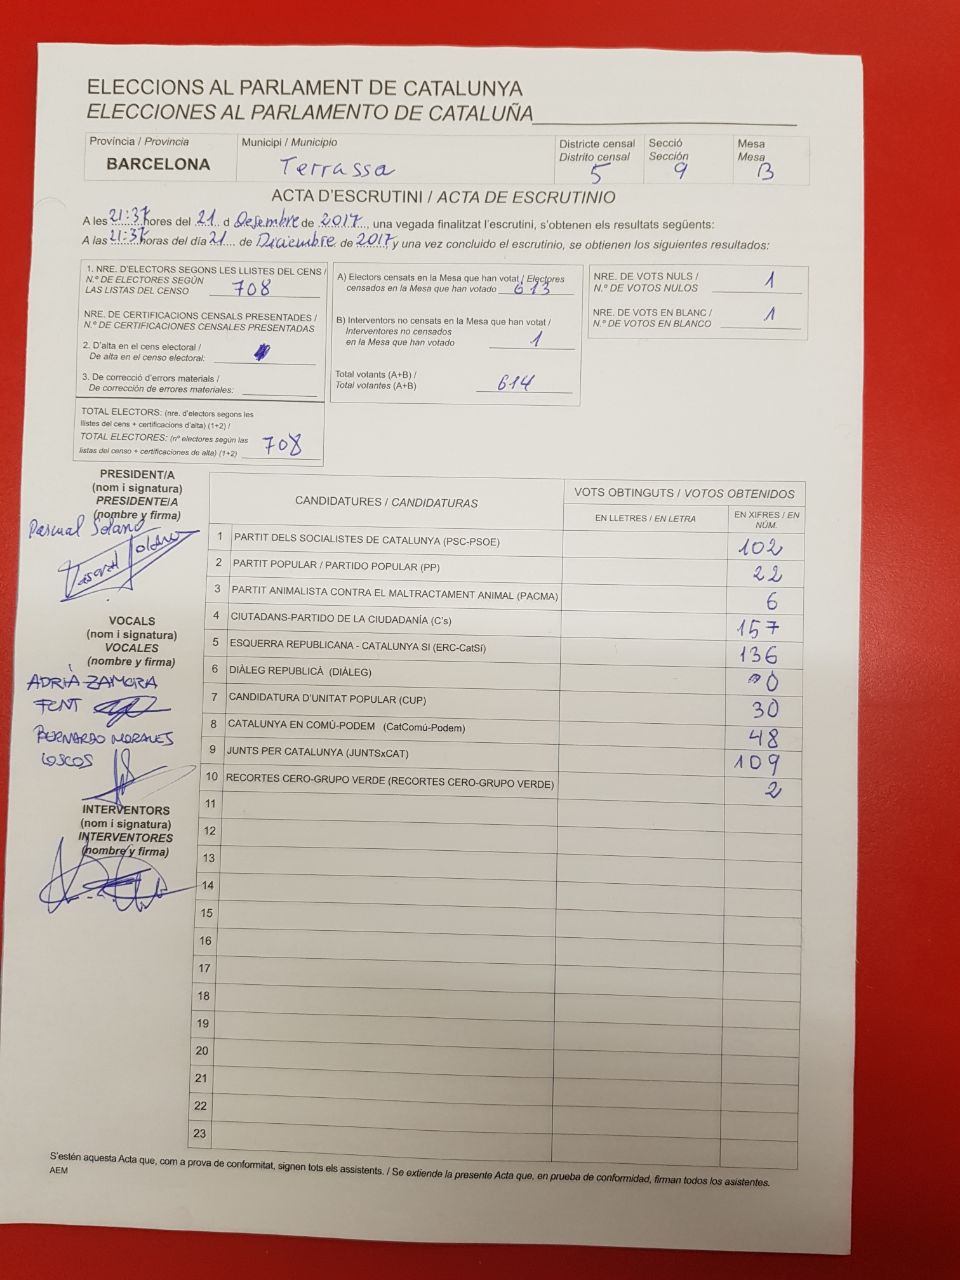 ELECCIONS AL PARLAMENT DE CATALUNYA
ELECCIONES AL PARLAMENTO DE CATALUÑA
Província / Provincia
BARCELONA
Municipi / Municipio
Terrassa
Districte censal
Distrito censal
5
Secció
Sección
9
Mesa
Mesa
B
ACTA D'ESCRUTINI / ACTA DE ESCRUTINIO
A les 21:37 hores del 21 d Desembre de 2017, una vegada finalitzat l'escrutini, s'obtenen els resultats següents:
A las 21:37 horas del día 21 de Diciembre de 2017 y una vez concluido el escrutinio, se obtienen los siguientes resultados:
1. NRE. D'ELECTORS SEGONS LES LLISTES DEL CENS /
N.º DE ELECTORES SEGÚN
LAS LISTAS DEL CENSO
708
NRE. DE CERTIFICACIONS CENSALS PRESENTADES /
N.º DE CERTIFICACIONES CENSALES PRESENTADAS
2. D'alta en el cens electoral /
De alta en el censo electoral:
3. De correcció d'errors materials /
De corrección de errores materiales:
TOTAL ELECTORS: (nre. d'electors segons les
llistes del cens + certificacions d'alta) (1+2) /
TOTAL ELECTORES: (nº electores según las
listas del censo + certificaciones de alta) (1+2)
708
A) Electors censats en la Mesa que han votat / Electores
censados en la Mesa que han votado 613
B) Interventors no censats en la Mesa que han votat /
Interventores no censados
en la Mesa que han votado 1
Total votants (A+B) /
Total votantes (A+B) 614
NRE. DE VOTS NULS /
N.º DE VOTOS NULOS 1
NRE. DE VOTS EN BLANC /
N.º DE VOTOS EN BLANCO 1
PRESIDENT/A
(nom i signatura)
PRESIDENTE/A
(nombre y firma)
Pascual Solano
Pascual Solano
VOCALS
(nom i signatura)
VOCALES
(nombre y firma)
ADRIÀ ZAMORA
FONT
BERNARDO MORALES
COSCOS
INTERVENTORS
(nom i signatura)
INTERVENTORES
(nombre y firma)
CANDIDATURES / CANDIDATURAS
VOTS OBTINGUTS / VOTOS OBTENIDOS
EN LLETRES / EN LETRA
EN XIFRES / EN
NÚM.
1 PARTIT DELS SOCIALISTES DE CATALUNYA (PSC-PSOE) 102
2 PARTIT POPULAR / PARTIDO POPULAR (PP) 22
3 PARTIT ANIMALISTA CONTRA EL MALTRACTAMENT ANIMAL (PACMA) 6
4 CIUTADANS-PARTIDO DE LA CIUDADANÍA (C's) 157
5 ESQUERRA REPUBLICANA - CATALUNYA SÍ (ERC-CatSí) 136
6 DIÀLEG REPUBLICÀ (DIÀLEG) 0
7 CANDIDATURA D'UNITAT POPULAR (CUP) 30
8 CATALUNYA EN COMÚ-PODEM (CatComú-Podem) 48
9 JUNTS PER CATALUNYA (JUNTSxCAT) 109
10 RECORTES CERO-GRUPO VERDE (RECORTES CERO-GRUPO VERDE) 2
11
12
13
14
15
16
17
18
19
20
21
22
23
S'estén aquesta Acta que, com a prova de conformitat, signen tots els assistents. / Se extiende la presente Acta que, en prueba de conformidad, firman todos los asistentes.
AEM